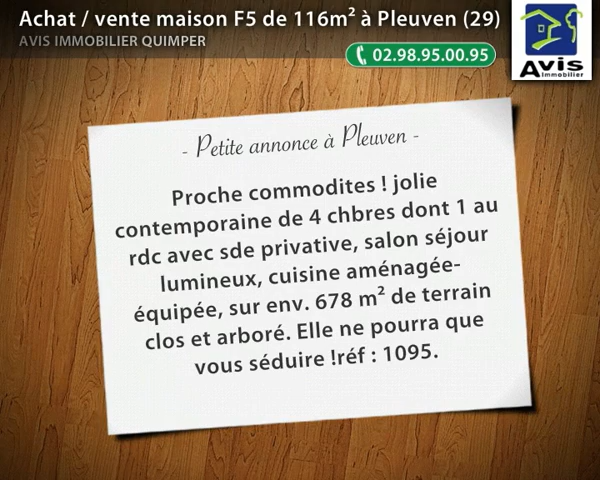 Achat / vente maison F5 de 116m² à Pleuven (29)
AVIS IMMOBILIER QUIMPER
02.98.95.00.95
Avis
Immobilier
- Petite annonce à Pleuven -
Proche commodites ! jolie
contemporaine de 4 chbres dont 1 au
rdc avec sde privative, salon séjour
lumineux, cuisine aménagée-
équipée, sur env. 678 m² de terrain
clos et arboré. Elle ne pourra que
vous séduire !réf : 1095.